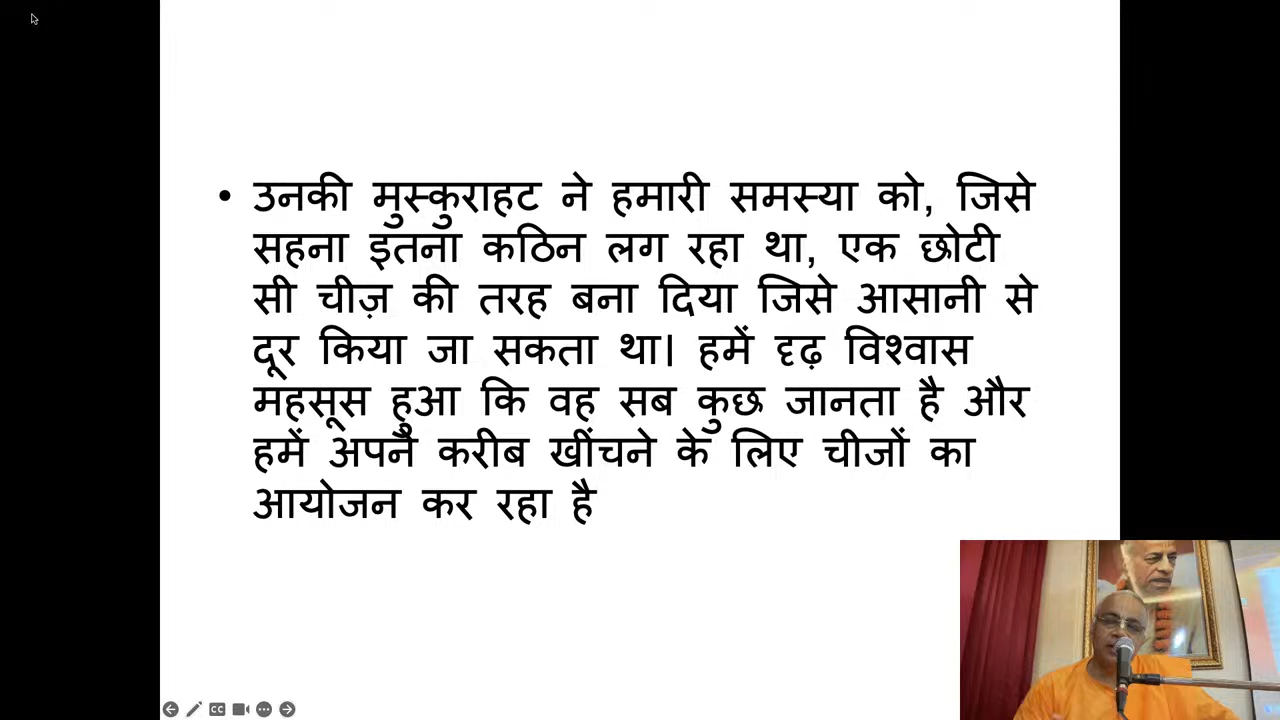 • उनकी मुस्कुराहट ने हमारी समस्या को, जिसे
सहना इतना कठिन लग रहा था, एक छोटी
सी चीज़ की तरह बना दिया जिसे आसानी से
दूर किया जा सकता था। हमें दृढ़ विश्वास
महसूस हुआ कि वह सब कुछ जानता है और
हमें अपने करीब खींचने के लिए चीजों का
आयोजन कर रहा है
CC